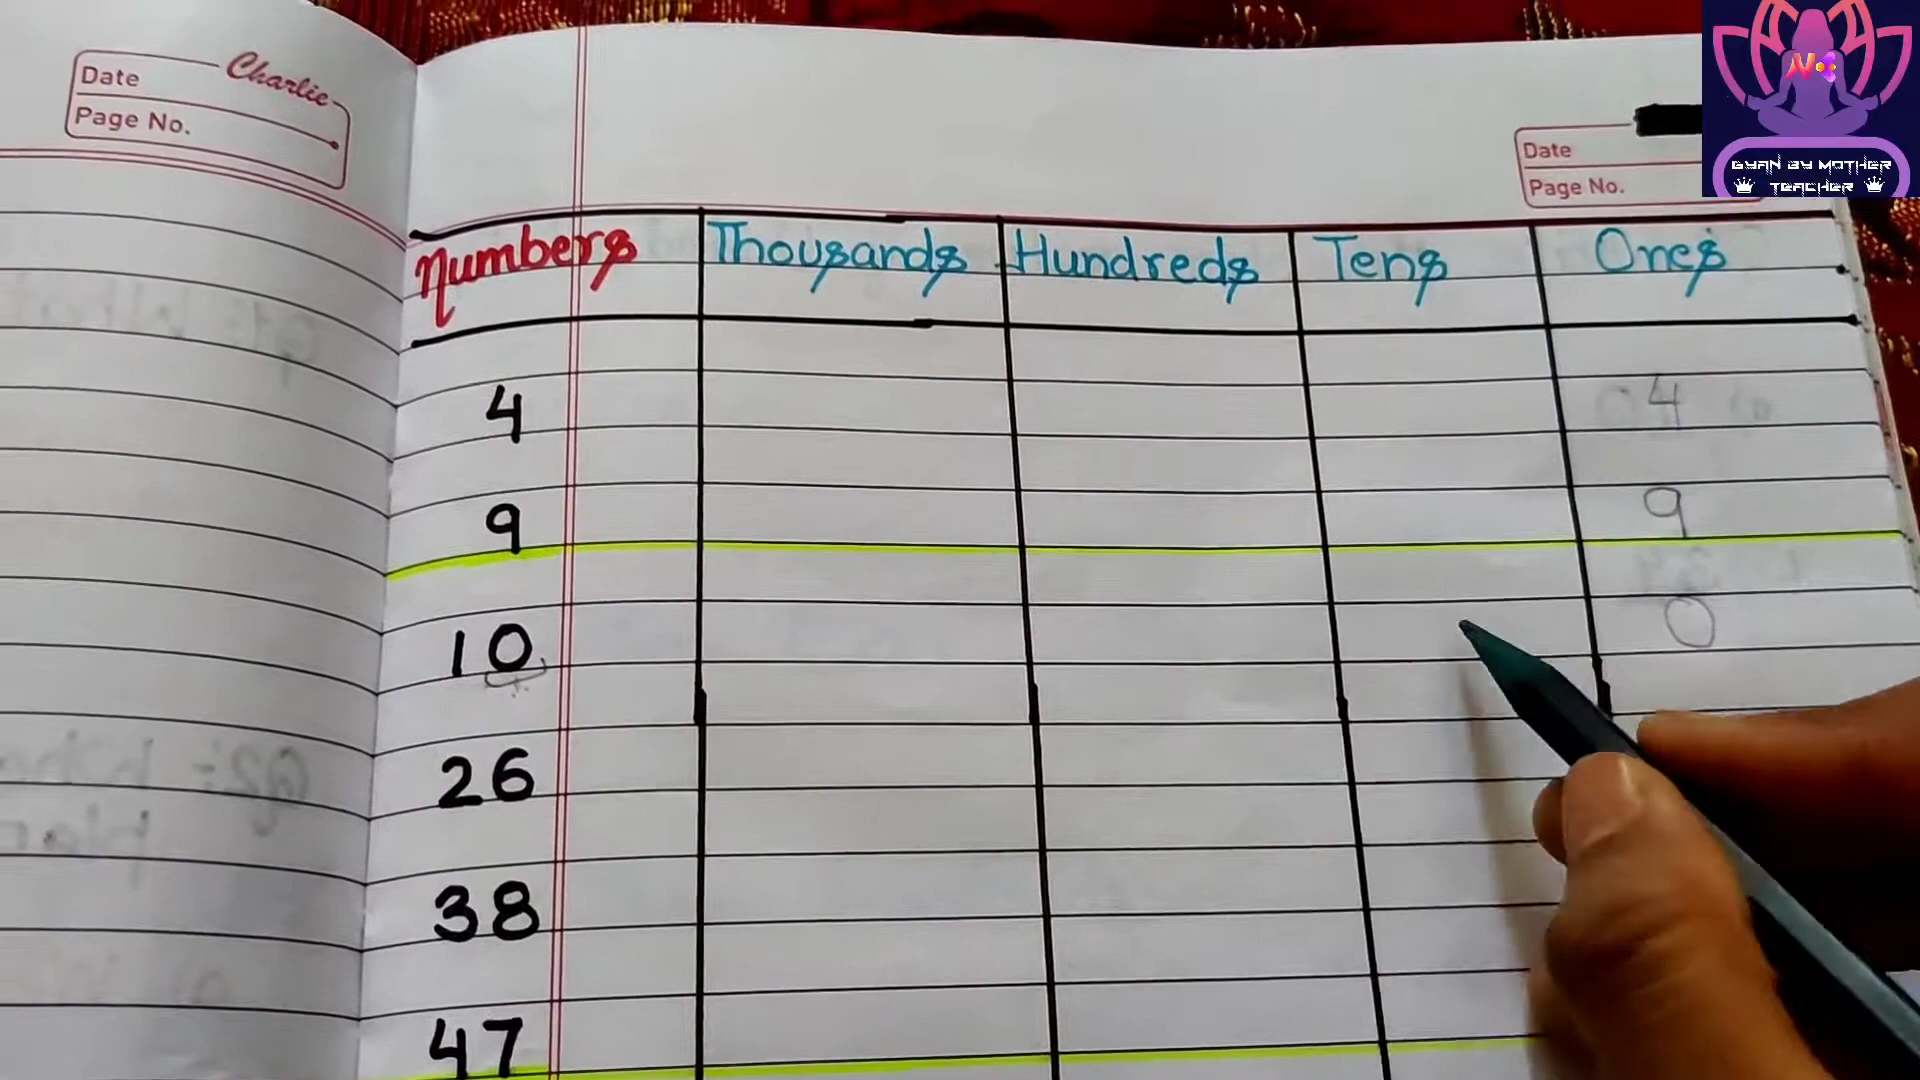 Charlie
Date
Page No.
Date
Page No.
GYAN BY MOTHER
TEACHER
Numbers Thousands Hundreds Tens Ones
4 4
9 9
10 0
26
38
47